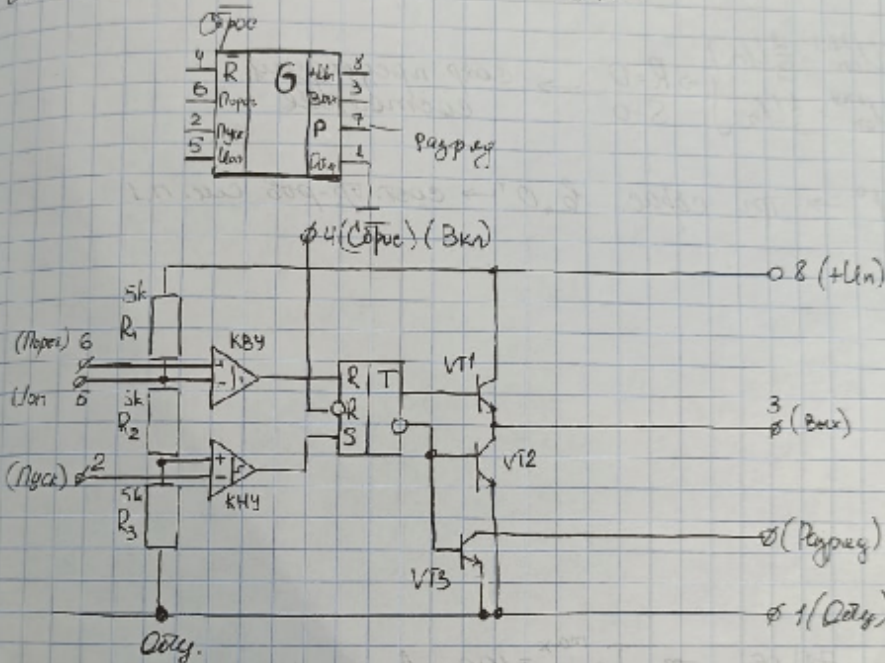 Сброс
4 R G +Uп 8
6 Порог Вых 3
2 Пуск P 7 Разряд
5 Uоп Общ 1
4 (Сброс) (Вкл)
8 (+Uп)
5k
R1
(Порог) 6
КВУ
Uоп 5
5k
R2
R T
R
S
VT1
3 (Вых)
VT2
(Пуск) 2
КНУ
5k
R3
VT3
(Разряд)
1 (Общ)
Общ.